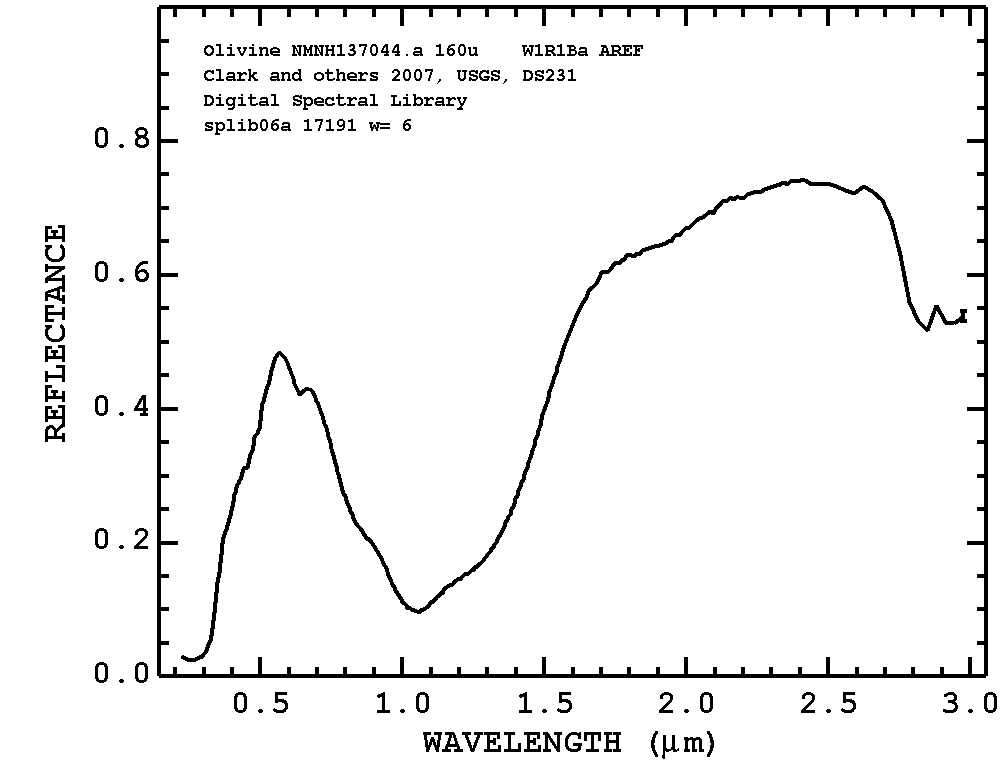 Olivine NMNH137044.a 160u W1R1Ba AREF
Clark and others 2007, USGS, DS231
Digital Spectral Library
splib06a 17191 w= 6
REFLECTANCE
0.8
0.6
0.4
0.2
0.0
0.5 1.0 1.5 2.0 2.5 3.0
WAVELENGTH (μm)